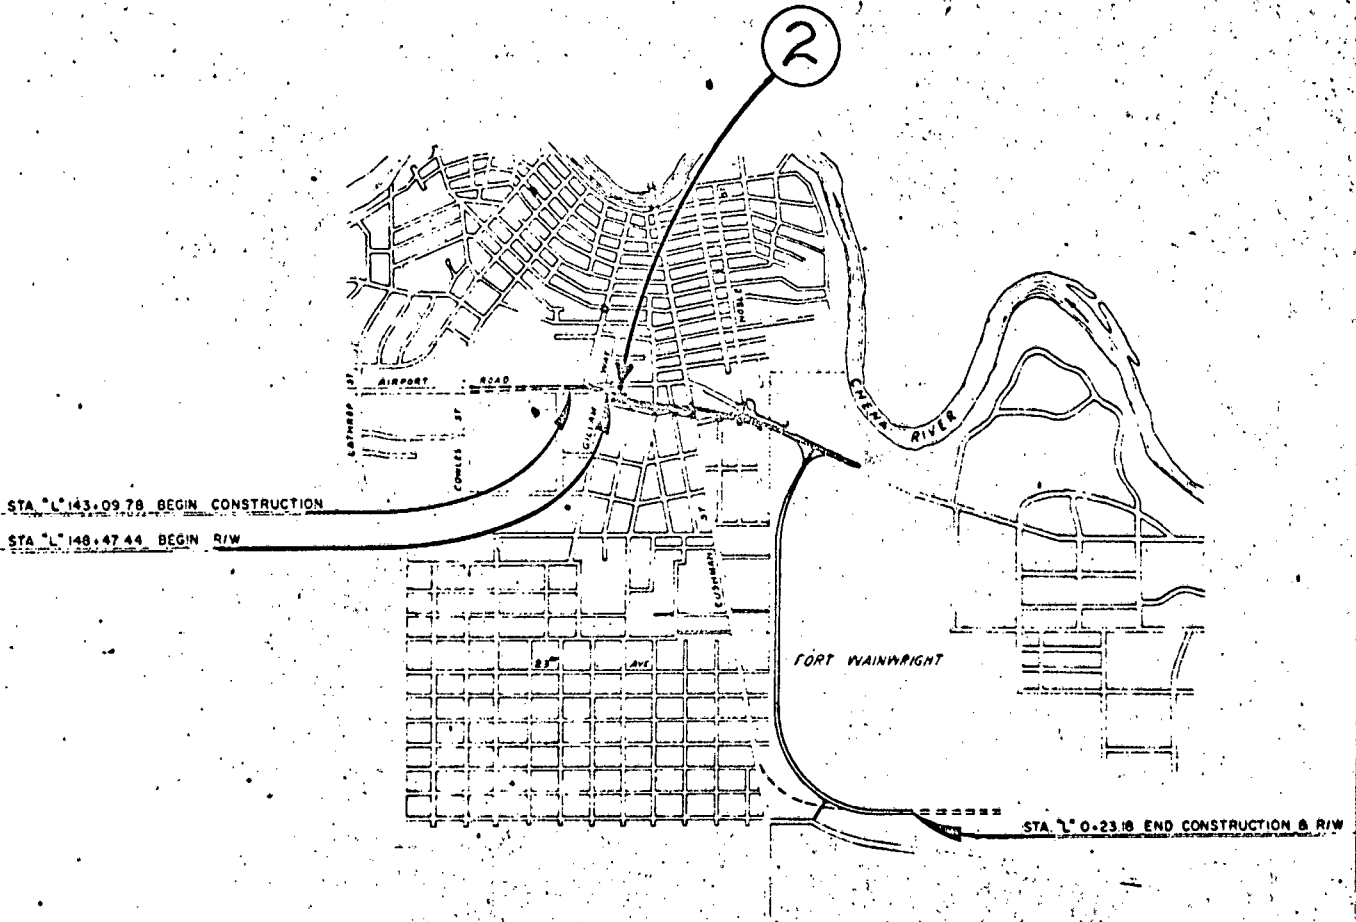 2
NOBLE
AIRPORT ROAD
WAY
LATHROP ST
COWLES ST
GILLAM
CHENA RIVER
STA. "L" 143+09.78 BEGIN CONSTRUCTION
STA. "L" 148+47.44 BEGIN R/W
CUSHMAN ST
23RD AVE
FORT WAINWRIGHT
STA. "L" 0+23.18 END CONSTRUCTION & R/W